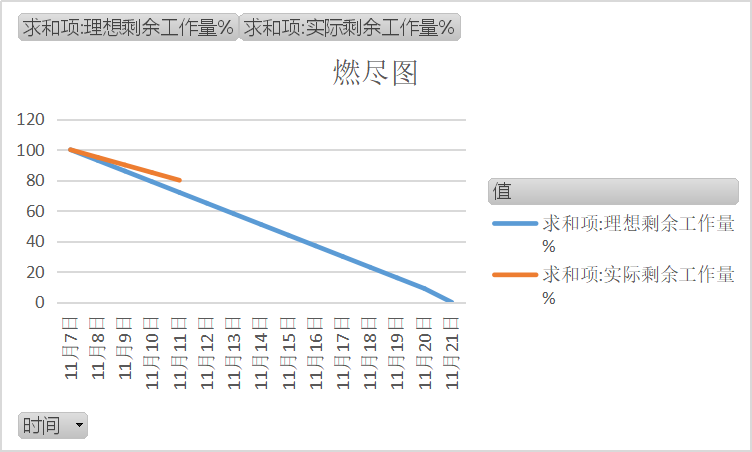 求和项:理想剩余工作量% 求和项:实际剩余工作量%
燃尽图
120
100
80
60
40
20
0
11月7日
11月8日
11月9日
11月10日
11月11日
11月12日
11月13日
11月14日
11月15日
11月16日
11月17日
11月18日
11月19日
11月20日
11月21日
值
求和项:理想剩余工作量
%
求和项:实际剩余工作量
%
时间